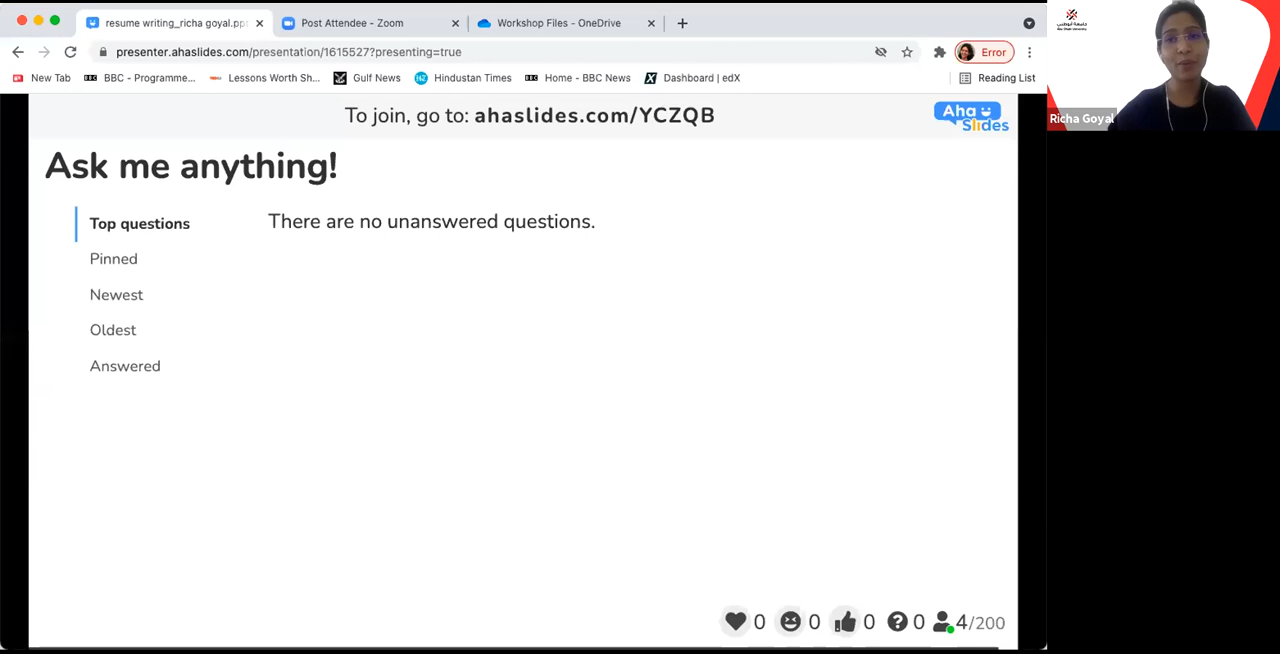 resume writing_richa goyal.ppt
Post Attendee - Zoom
Workshop Files - OneDrive
presenter.ahaslides.com/presentation/1615527?presenting=true
Error
New Tab
BBC - Programme...
Lessons Worth Sh...
Gulf News
Hindustan Times
Home - BBC News
Dashboard | edX
Reading List
To join, go to: ahaslides.com/YCZQB
Aha
Slides
Ask me anything!
Top questions
There are no unanswered questions.
Pinned
Newest
Oldest
Answered
0
0
0
0
4/200
Richa Goyal